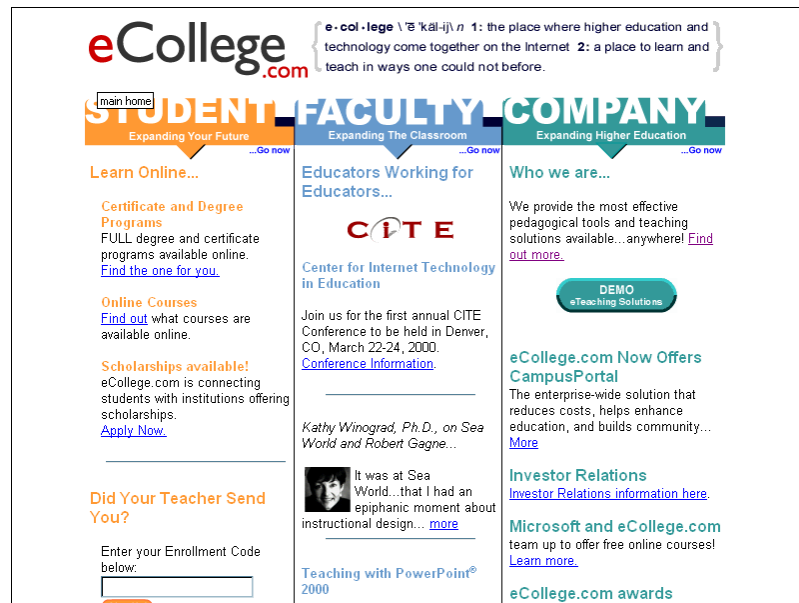 eCollege.com
e·col·lege \ 'ē 'käl-ij\ n 1: the place where higher education and
technology come together on the Internet 2: a place to learn and
teach in ways one could not before.
main home
STUDENT
Expanding Your Future
...Go now
Learn Online...
Certificate and Degree
Programs
FULL degree and certificate
programs available online.
Find the one for you.
Online Courses
Find out what courses are
available online.
Scholarships available!
eCollege.com is connecting
students with institutions offering
scholarships.
Apply Now.
Did Your Teacher Send
You?
Enter your Enrollment Code
below:
FACULTY
Expanding The Classroom
...Go now
Educators Working for
Educators...
CiTE
Center for Internet Technology
in Education
Join us for the first annual CITE
Conference to be held in Denver,
CO, March 22-24, 2000.
Conference Information.
Kathy Winograd, Ph.D., on Sea
World and Robert Gagne...
It was at Sea
World...that I had an
epiphanic moment about
instructional design... more
Teaching with PowerPoint®
2000
COMPANY
Expanding Higher Education
...Go now
Who we are...
We provide the most effective
pedagogical tools and teaching
solutions available...anywhere! Find
out more.
DEMO
eTeaching Solutions
eCollege.com Now Offers
CampusPortal
The enterprise-wide solution that
reduces costs, helps enhance
education, and builds community...
More
Investor Relations
Investor Relations information here.
Microsoft and eCollege.com
team up to offer free online courses!
Learn more.
eCollege.com awards